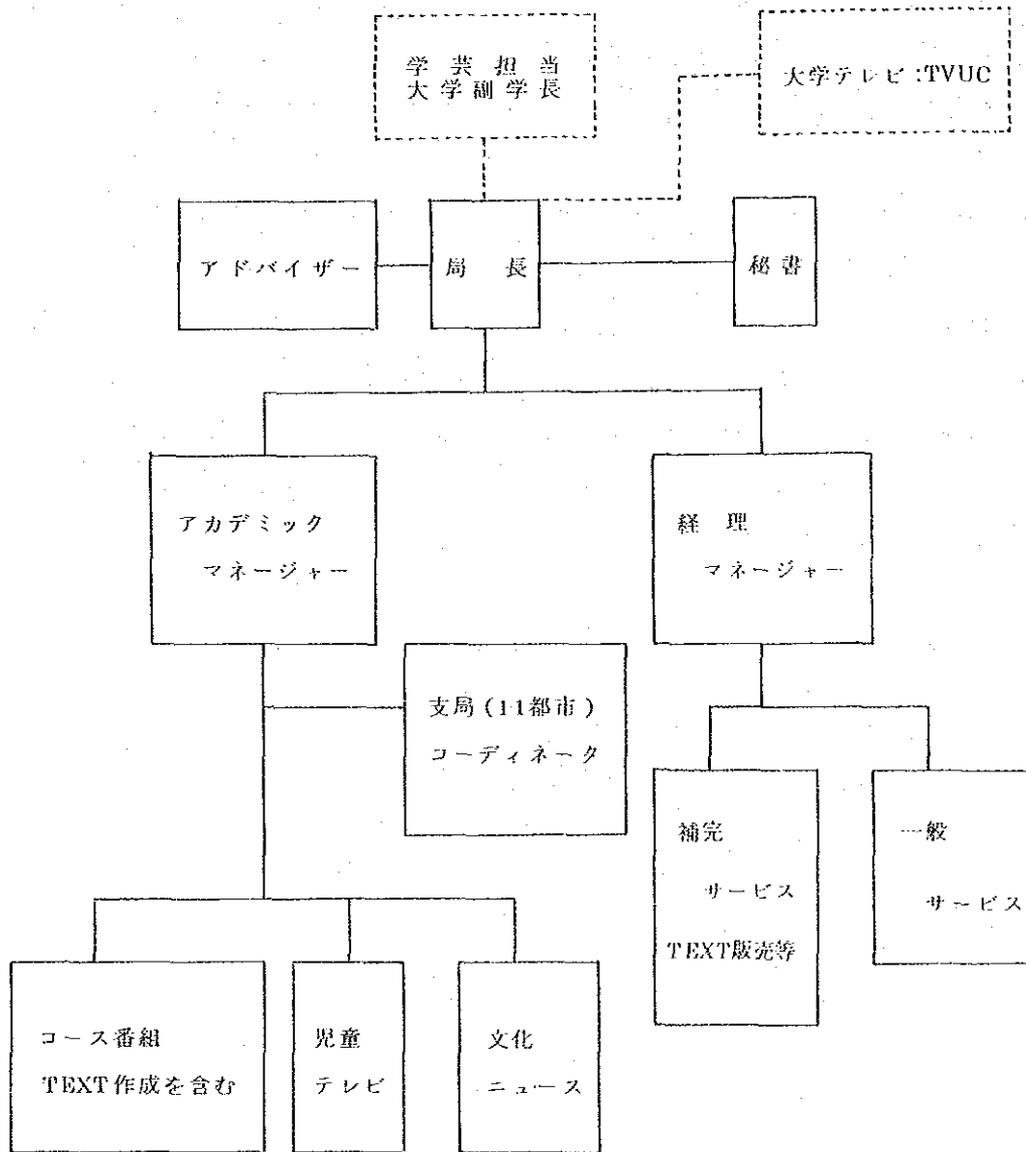 学芸担当
大学副学長
大学テレビ:TVUC
アドバイザー
局長
秘書
アカデミック
マネージャー
経理
マネージャー
支局(11都市)
コーディネータ
補完
サービス
TEXT販売等
一般
サービス
コース番組
TEXT作成を含む
児童
テレビ
文化
ニュース